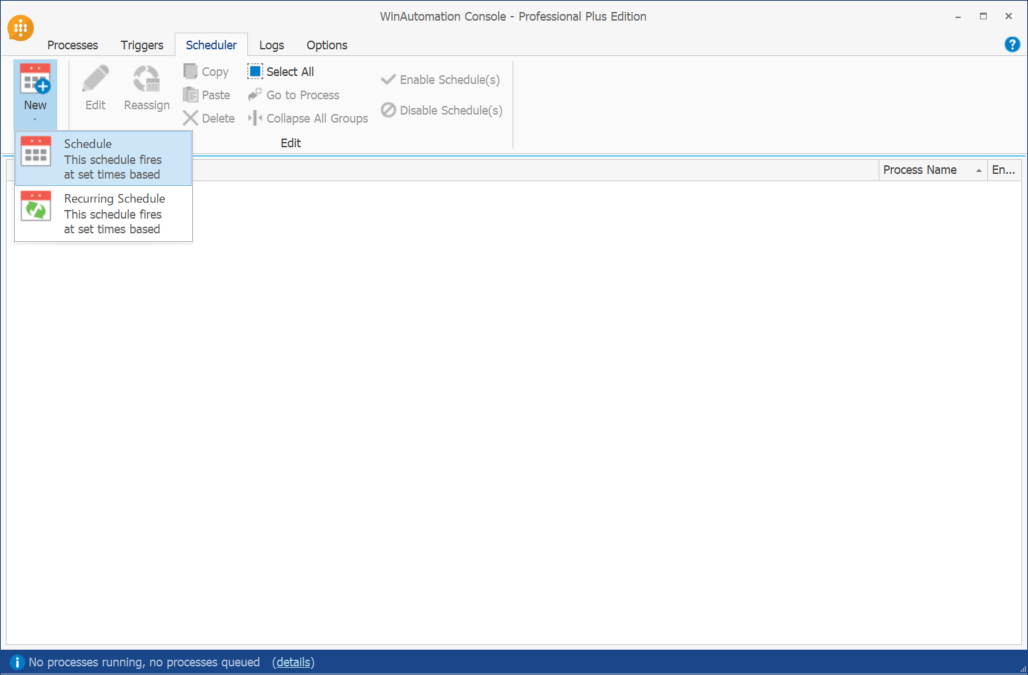 WinAutomation Console - Professional Plus Edition
Processes Triggers Scheduler Logs Options
New
Edit
Reassign
Copy
Paste
Delete
Select All
Go to Process
Collapse All Groups
Enable Schedule(s)
Disable Schedule(s)
Edit
Schedule
This schedule fires
at set times based
Recurring Schedule
This schedule fires
at set times based
Process Name En...
No processes running, no processes queued (details)